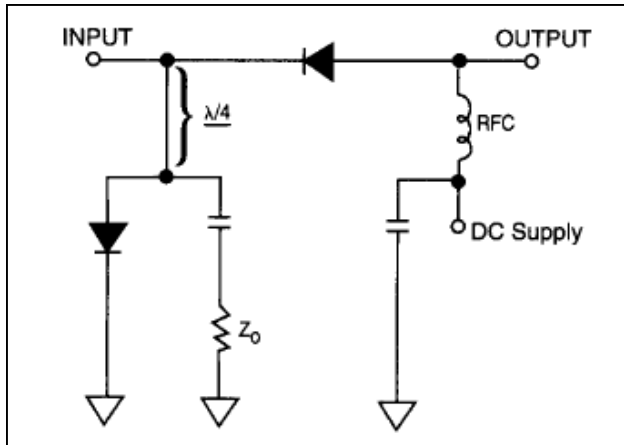 INPUT
OUTPUT
λ/4
RFC
DC Supply
Z₀